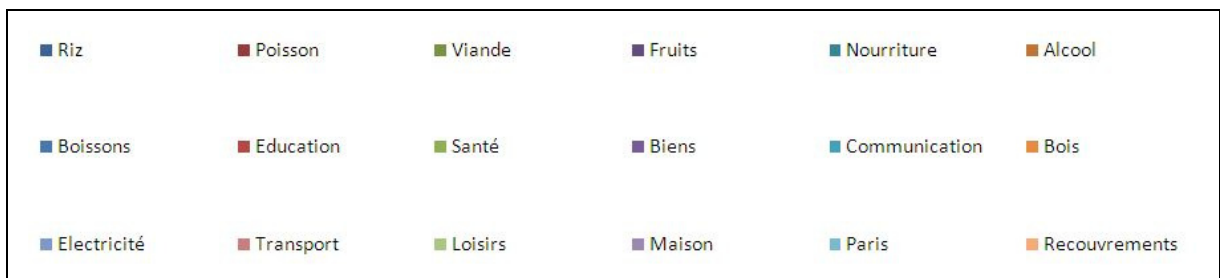 Riz Poisson Viande Fruits Nourriture Alcool
Boissons Education Santé Biens Communication Bois
Electricité Transport Loisirs Maison Paris Recouvrements